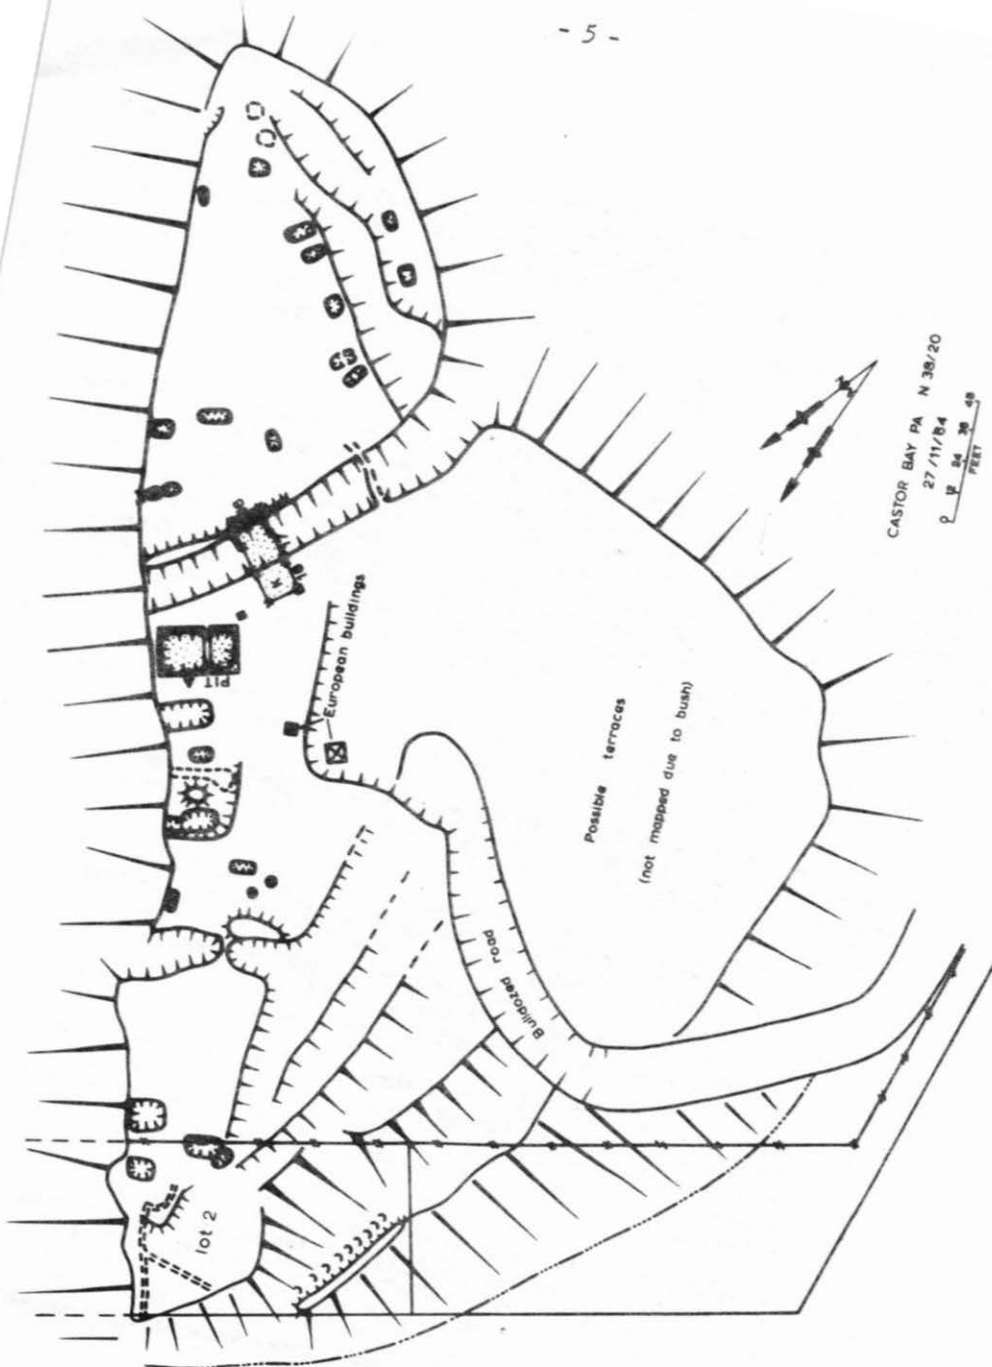 - 5 -
CASTOR BAY PA N 38/20
27/11/84
0 12 24 36 48
FEET
European buildings
PIT
K
Possible terraces
(not mapped due to bush)
Bulldozed road
lot 2